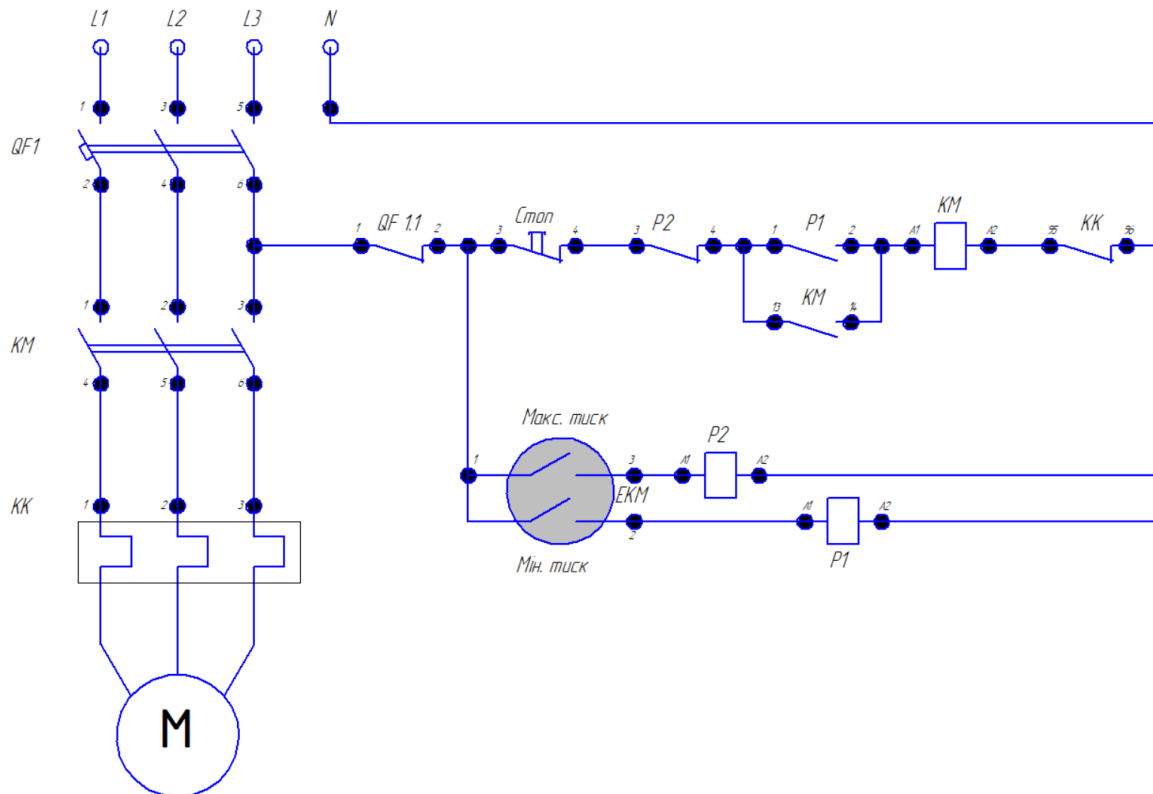 L1 L2 L3 N
1 3 5
QF1
2 4 6
1 QF 1.1 2 3 Стоп 4 3 P2 4 1 P1 2 A1 KM A2 95 KK 96
KM
13 14
1 2 3
KM
4 5 6
Макс. тиск
1 3 A1 P2 A2
EKM
2 A1 A2
Мін. тиск P1
KK
1 2 3
M